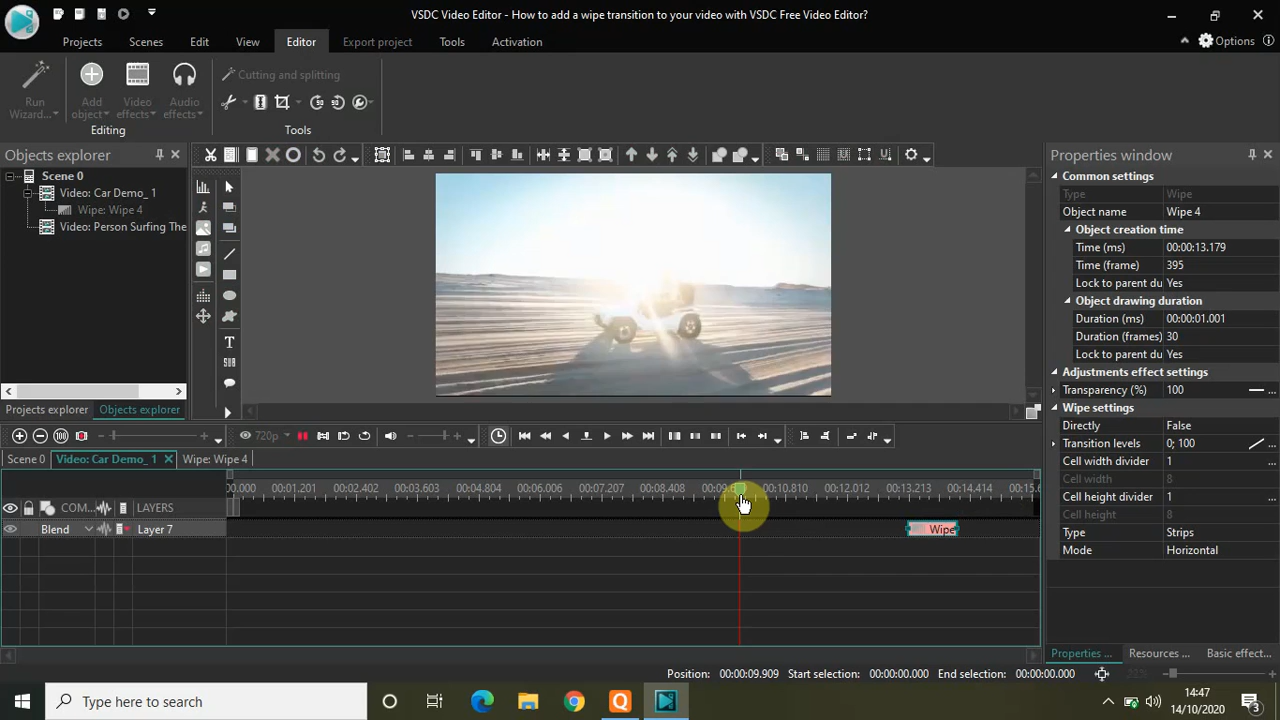 VSDC Video Editor - How to add a wipe transition to your video with VSDC Free Video Editor?
Projects Scenes Edit View Editor Export project Tools Activation Options
Run Wizard... Add object Video effects Audio effects Cutting and splitting
Editing Tools
Objects explorer
Scene 0
Video: Car Demo_ 1
Wipe: Wipe 4
Video: Person Surfing The
Projects explorer Objects explorer
Properties window
Common settings
Type Wipe
Object name Wipe 4
Object creation time
Time (ms) 00:00:13.179
Time (frame) 395
Lock to parent du Yes
Object drawing duration
Duration (ms) 00:00:01.001
Duration (frames) 30
Lock to parent du Yes
Adjustments effect settings
Transparency (%) 100 ...
Wipe settings
Directly False
Transition levels 0; 100 ...
Cell width divider 1
Cell width 8
Cell height divider 1
Cell height 8
Type Strips
Mode Horizontal
Properties ... Resources ... Basic effect...
720p
Scene 0 Video: Car Demo_ 1 Wipe: Wipe 4
0.000 00:01.201 00:02.402 00:03.603 00:04.804 00:06.006 00:07.207 00:08.408 00:09.6 00:10.810 00:12.012 00:13.213 00:14.414 00:15.6
COM... LAYERS
Blend Layer 7 Wipe
Position: 00:00:09.909 Start selection: 00:00:00.000 End selection: 00:00:00.000
Type here to search
14:47
14/10/2020
3